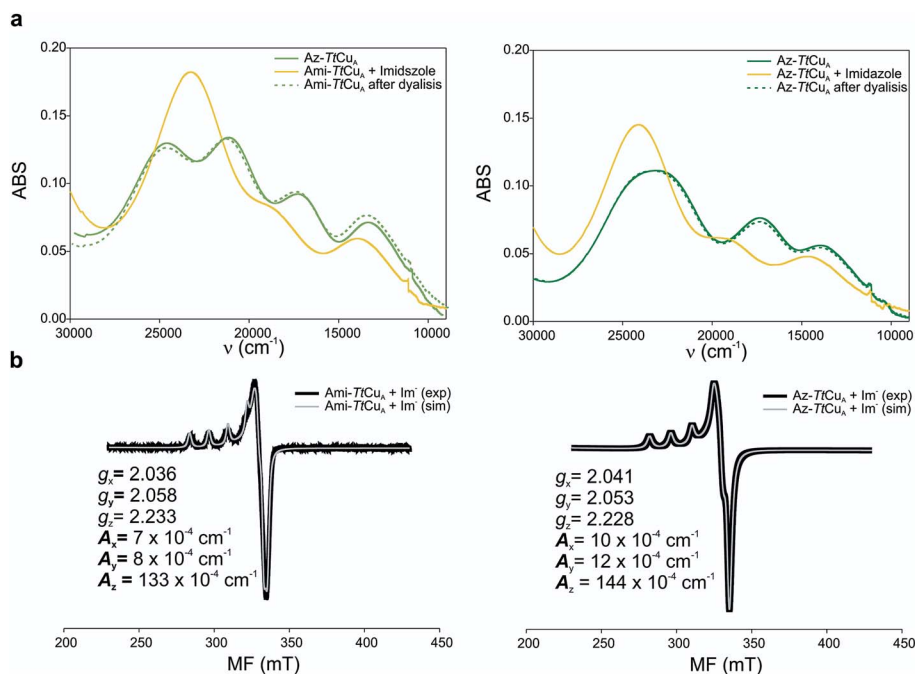 a
0.20
0.15
0.10
0.05
0.00
ABS
Az-TtCuA
Ami-TtCuA + Imidszole
Ami-TtCuA after dyalisis
30000 25000 20000 15000 10000
ν (cm-1)
0.20
0.15
0.10
0.05
0.00
ABS
Az-TtCuA
Az-TtCuA + Imidazole
Az-TtCuA after dyalisis
30000 25000 20000 15000 10000
ν (cm-1)
b
Ami-TtCuA + Im- (exp)
Ami-TtCuA + Im- (sim)
gx= 2.036
gy= 2.058
gz= 2.233
Ax= 7 x 10-4 cm-1
Ay= 8 x 10-4 cm-1
Az = 133 x 10-4 cm-1
200 250 300 350 400 450
MF (mT)
Az-TtCuA + Im- (exp)
Az-TtCuA + Im- (sim)
gx= 2.041
gy= 2.053
gz= 2.228
Ax= 10 x 10-4 cm-1
Ay= 12 x 10-4 cm-1
Az = 144 x 10-4 cm-1
200 250 300 350 400 450
MF (mT)